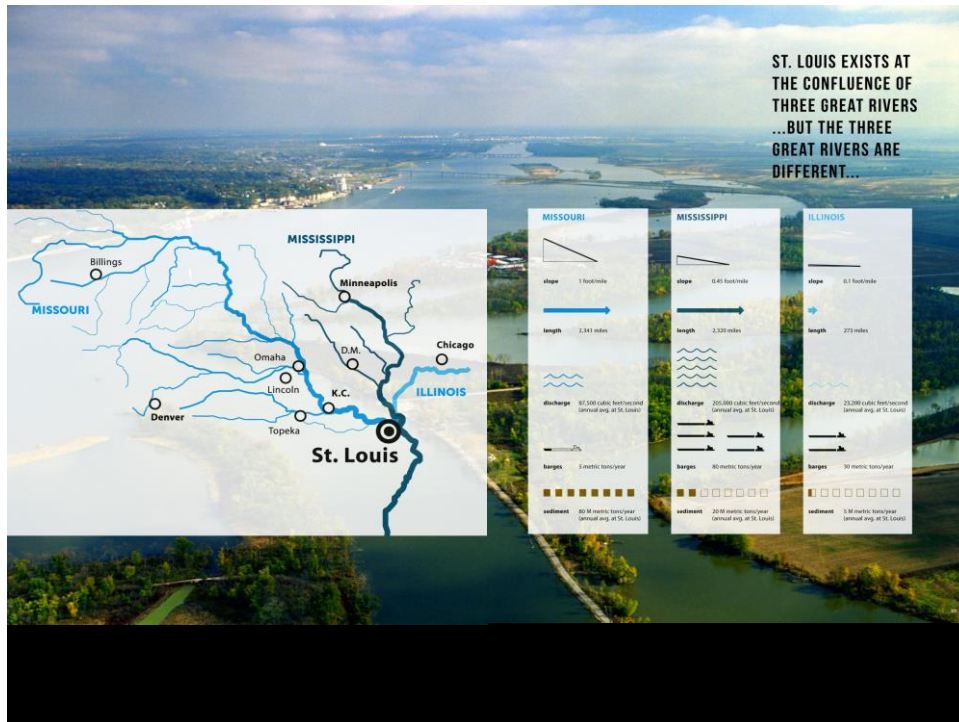 ST. LOUIS EXISTS AT
THE CONFLUENCE OF
THREE GREAT RIVERS
...BUT THE THREE
GREAT RIVERS ARE
DIFFERENT...
MISSISSIPPI
Billings
Minneapolis
MISSOURI
Chicago
D.M.
Omaha
Lincoln
ILLINOIS
K.C.
Denver
Topeka
St. Louis
MISSOURI
slope 1 foot/mile
length 2,341 miles
discharge 87,500 cubic feet/second
(annual avg. at St. Louis)
barges 5 metric tons/year
sediment 80 M metric tons/year
(annual avg. at St. Louis)
MISSISSIPPI
slope 0.45 foot/mile
length 2,320 miles
discharge 205,000 cubic feet/second
(annual avg. at St. Louis)
barges 80 metric tons/year
sediment 20 M metric tons/year
(annual avg. at St. Louis)
ILLINOIS
slope 0.1 foot/mile
length 273 miles
discharge 23,200 cubic feet/second
(annual avg. at St. Louis)
barges 30 metric tons/year
sediment 5 M metric tons/year
(annual avg. at St. Louis)